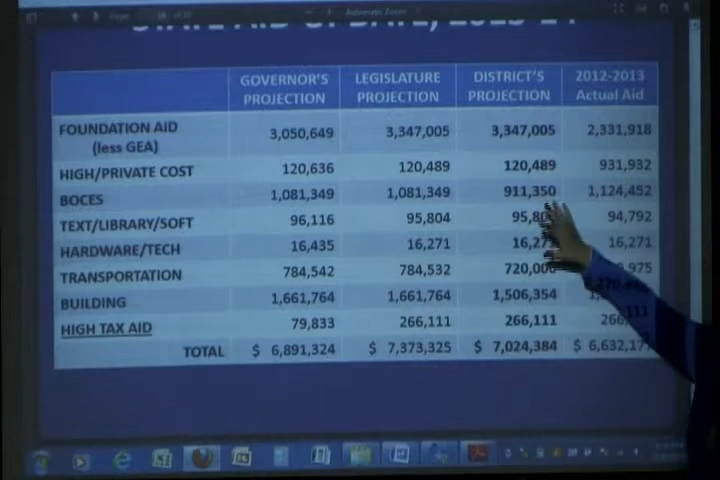 STATE AID UPDATE, 2013-14
GOVERNOR'S PROJECTION LEGISLATURE PROJECTION DISTRICT'S PROJECTION 2012-2013 Actual Aid
FOUNDATION AID (less GEA) 3,050,649 3,347,005 3,347,005 2,331,918
HIGH/PRIVATE COST 120,636 120,489 120,489 931,932
BOCES 1,081,349 1,081,349 911,350 1,124,452
TEXT/LIBRARY/SOFT 96,116 95,804 94,792
HARDWARE/TECH 16,435 16,271 16,271
TRANSPORTATION 784,542 784,532 720,000
BUILDING 1,661,764 1,661,764 1,506,354
HIGH TAX AID 79,833 266,111 266,111
TOTAL $ 6,891,324 $ 7,373,325 $ 7,024,384 $